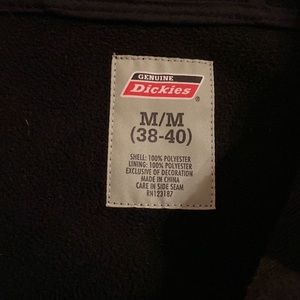 GENUINE
Dickies®
M/M
(38-40)
SHELL: 100% POLYESTER
LINING: 100% POLYESTER
EXCLUSIVE OF DECORATION
MADE IN CHINA
CARE IN SIDE SEAM
RN123187